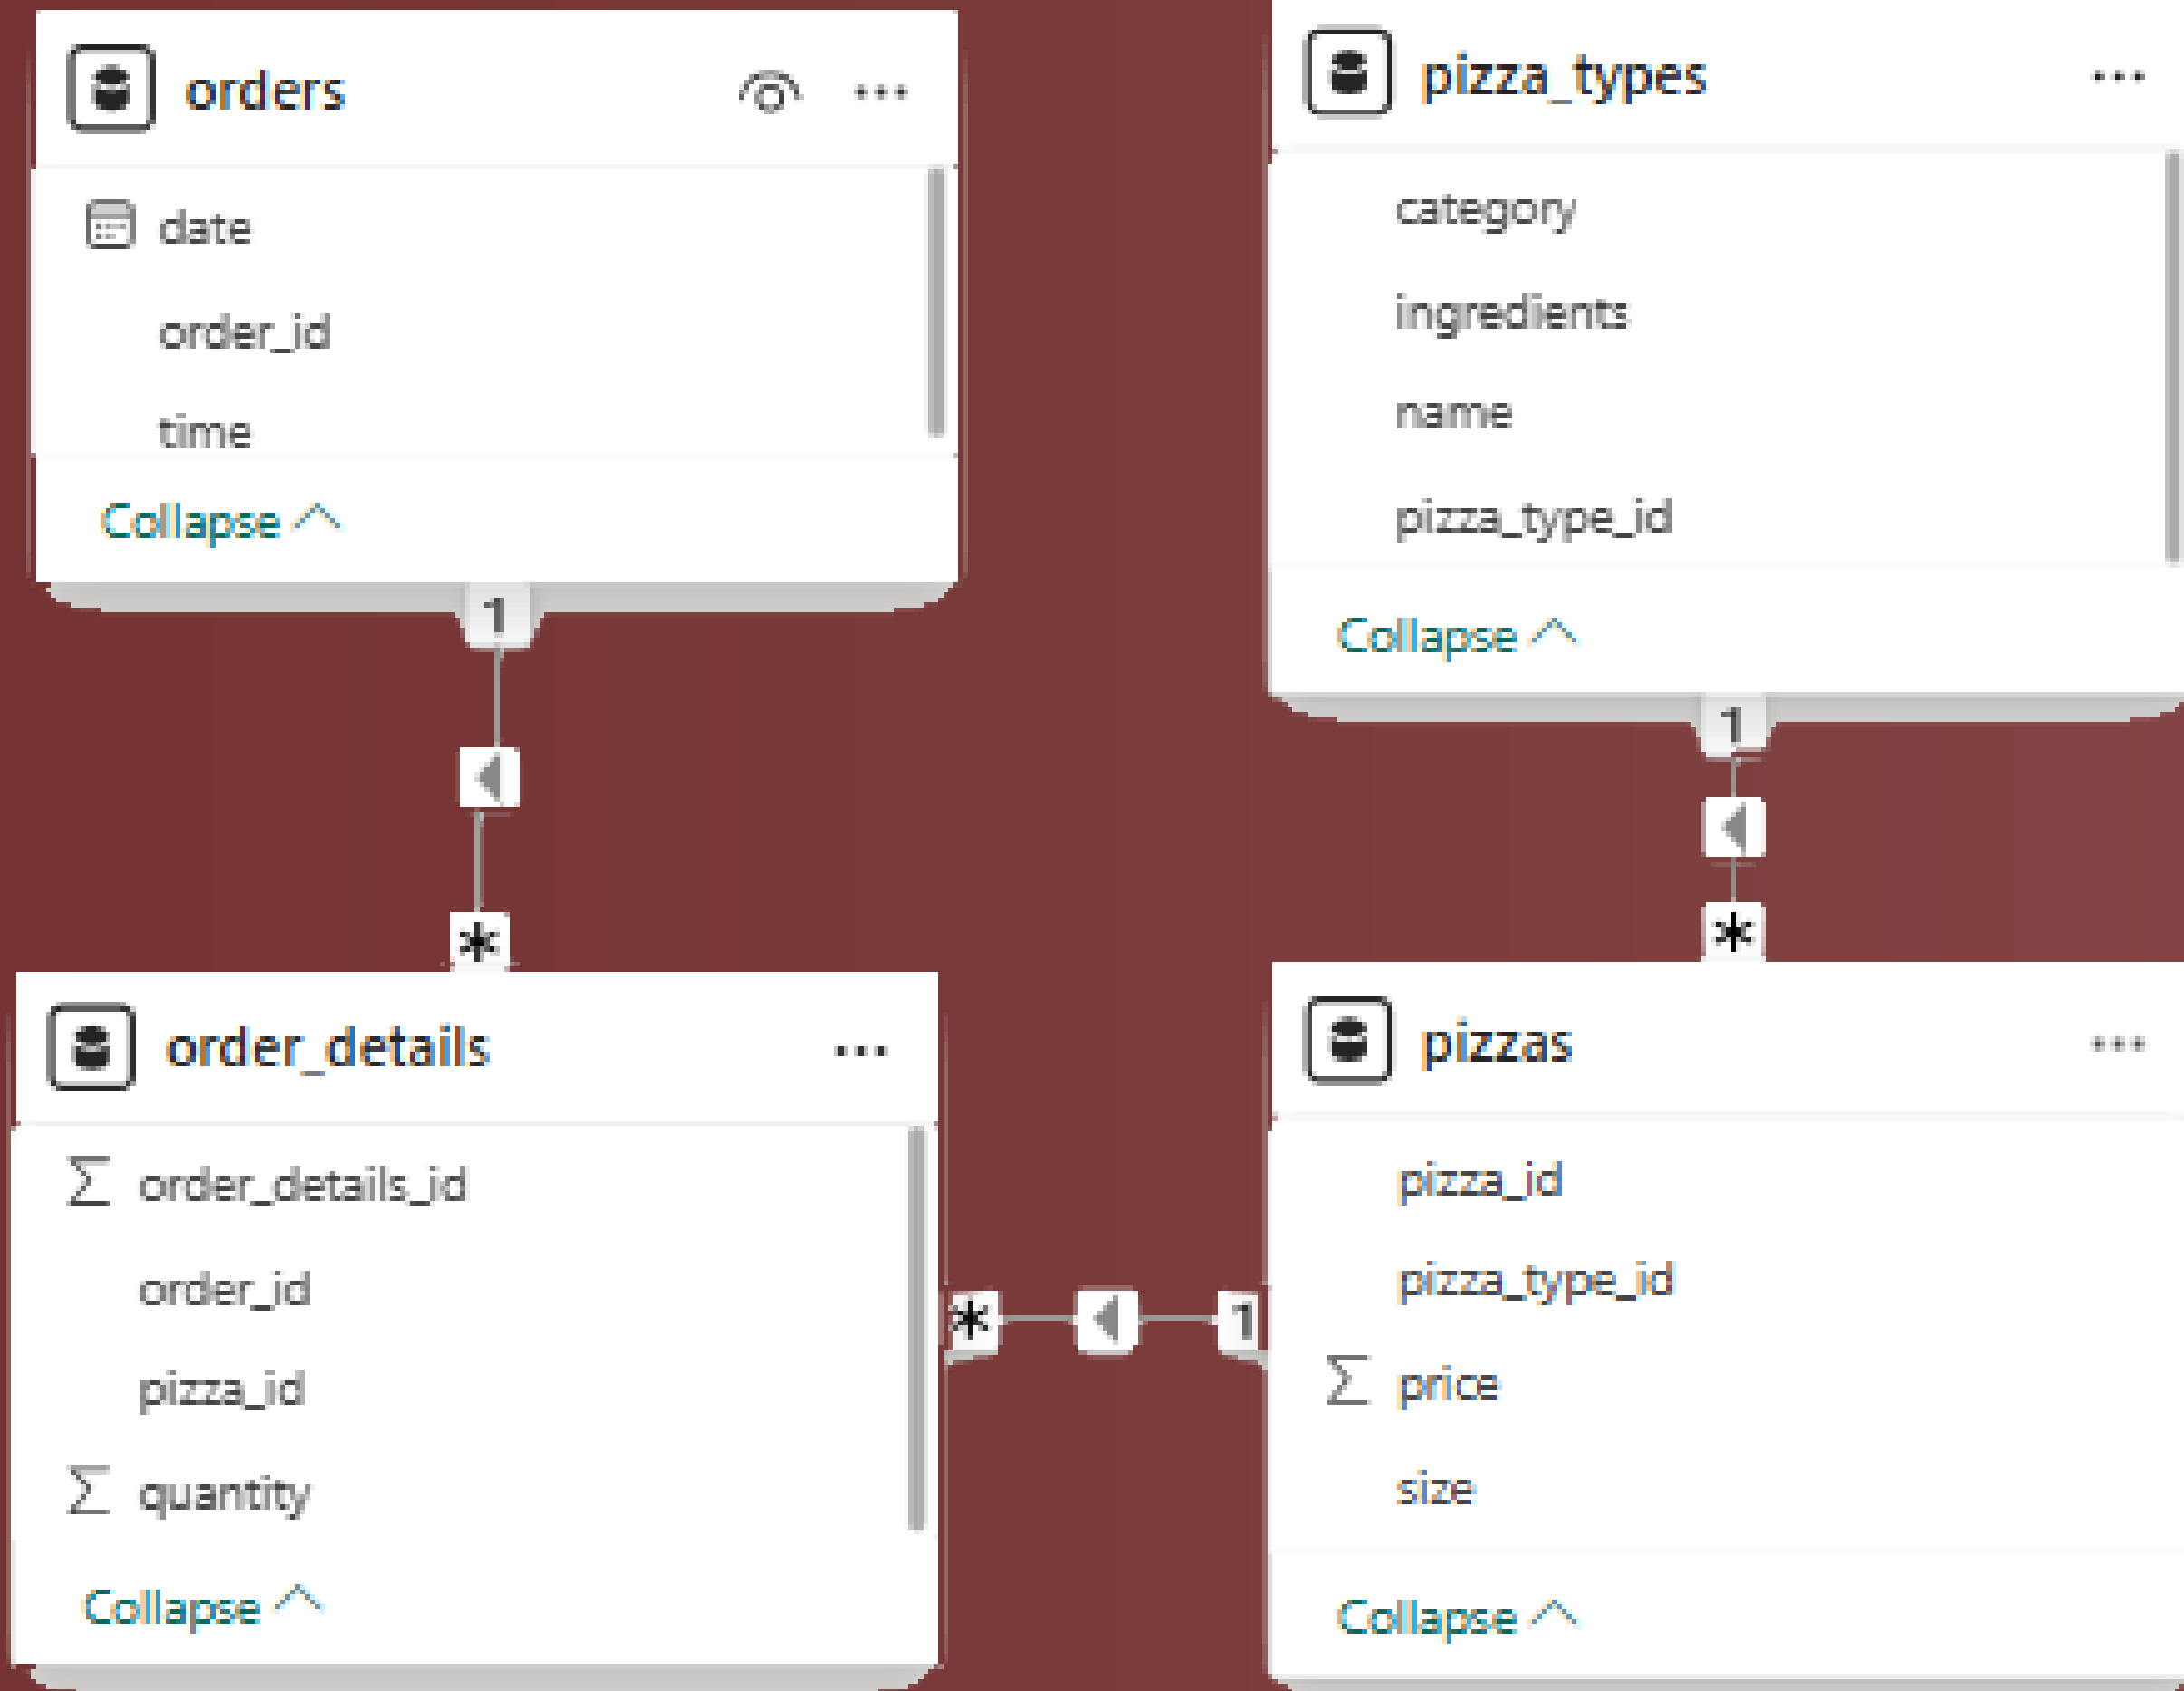 orders
date
order_id
time
Collapse
1
*
order_details
order_details_id
order_id
pizza_id
quantity
Collapse
* 1
pizza_types
category
ingredients
name
pizza_type_id
Collapse
1
*
pizzas
pizza_id
pizza_type_id
price
size
Collapse